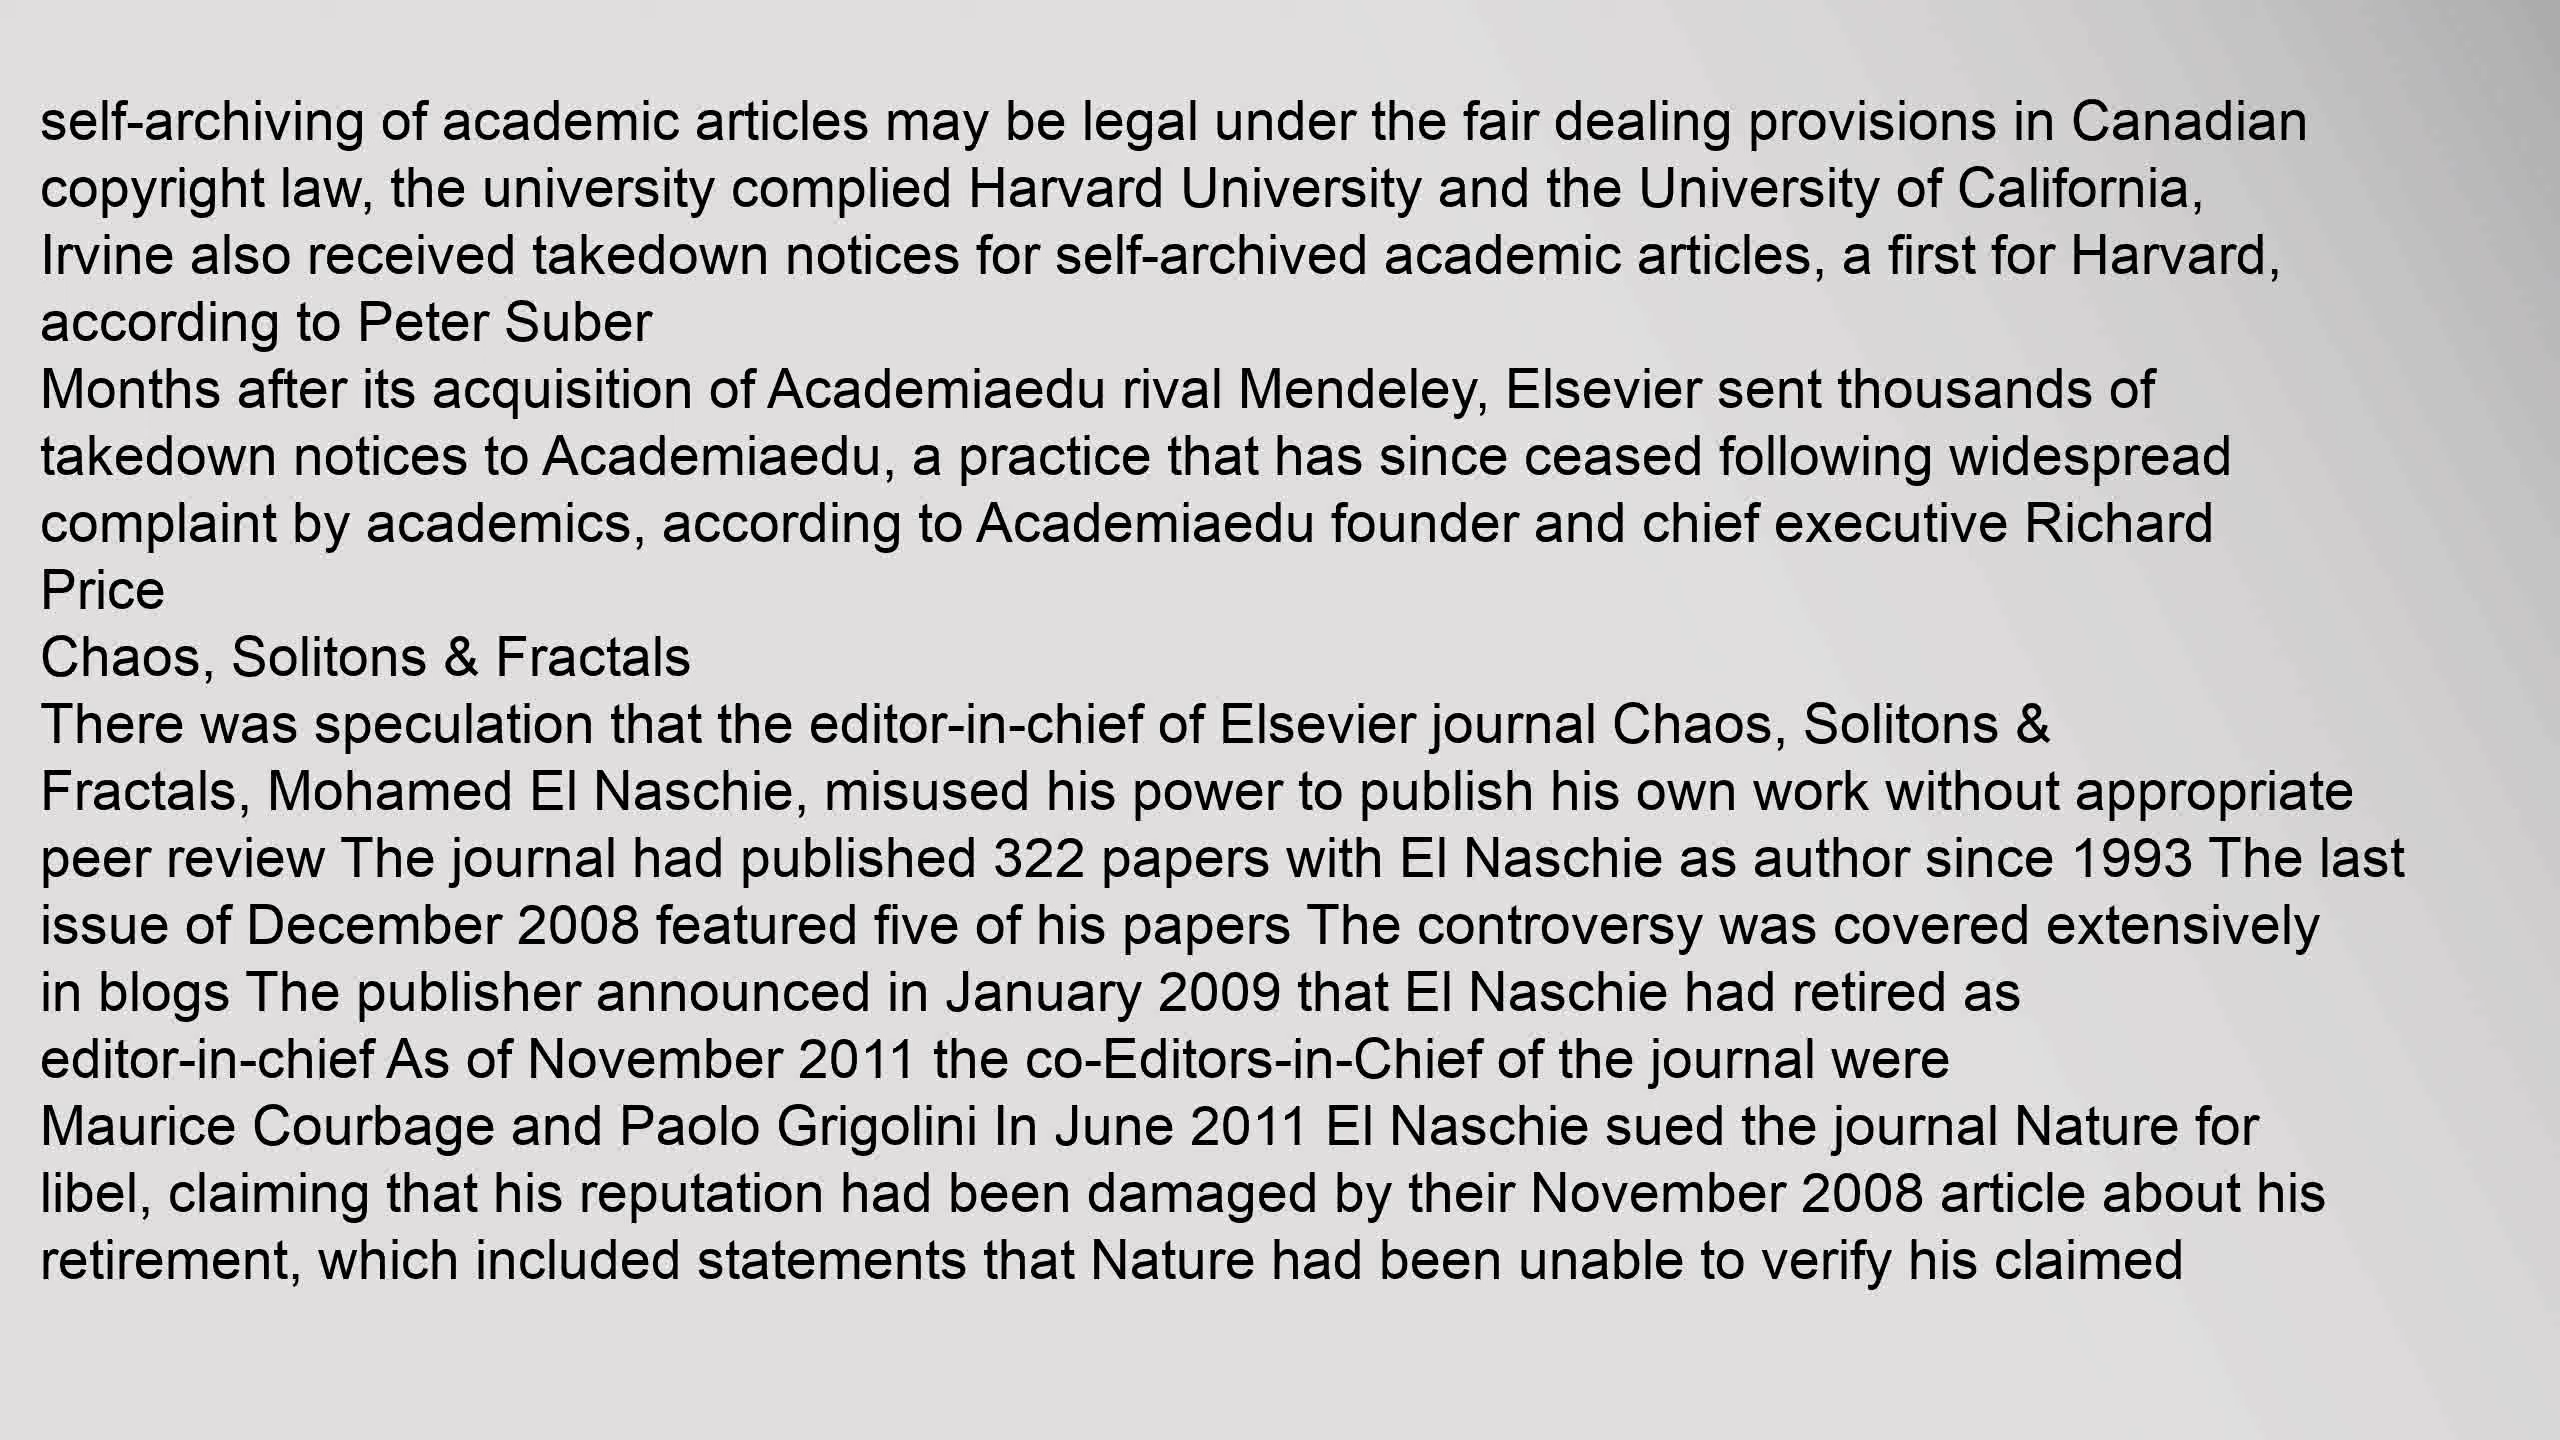 self-archiving of academic articles may be legal under the fair dealing provisions in Canadian
copyright law, the university complied Harvard University and the University of California,
Irvine also received takedown notices for self-archived academic articles, a first for Harvard,
according to Peter Suber
Months after its acquisition of Academiaedu rival Mendeley, Elsevier sent thousands of
takedown notices to Academiaedu, a practice that has since ceased following widespread
complaint by academics, according to Academiaedu founder and chief executive Richard
Price
Chaos, Solitons & Fractals
There was speculation that the editor-in-chief of Elsevier journal Chaos, Solitons &
Fractals, Mohamed El Naschie, misused his power to publish his own work without appropriate
peer review The journal had published 322 papers with El Naschie as author since 1993 The last
issue of December 2008 featured five of his papers The controversy was covered extensively
in blogs The publisher announced in January 2009 that El Naschie had retired as
editor-in-chief As of November 2011 the co-Editors-in-Chief of the journal were
Maurice Courbage and Paolo Grigolini In June 2011 El Naschie sued the journal Nature for
libel, claiming that his reputation had been damaged by their November 2008 article about his
retirement, which included statements that Nature had been unable to verify his claimed